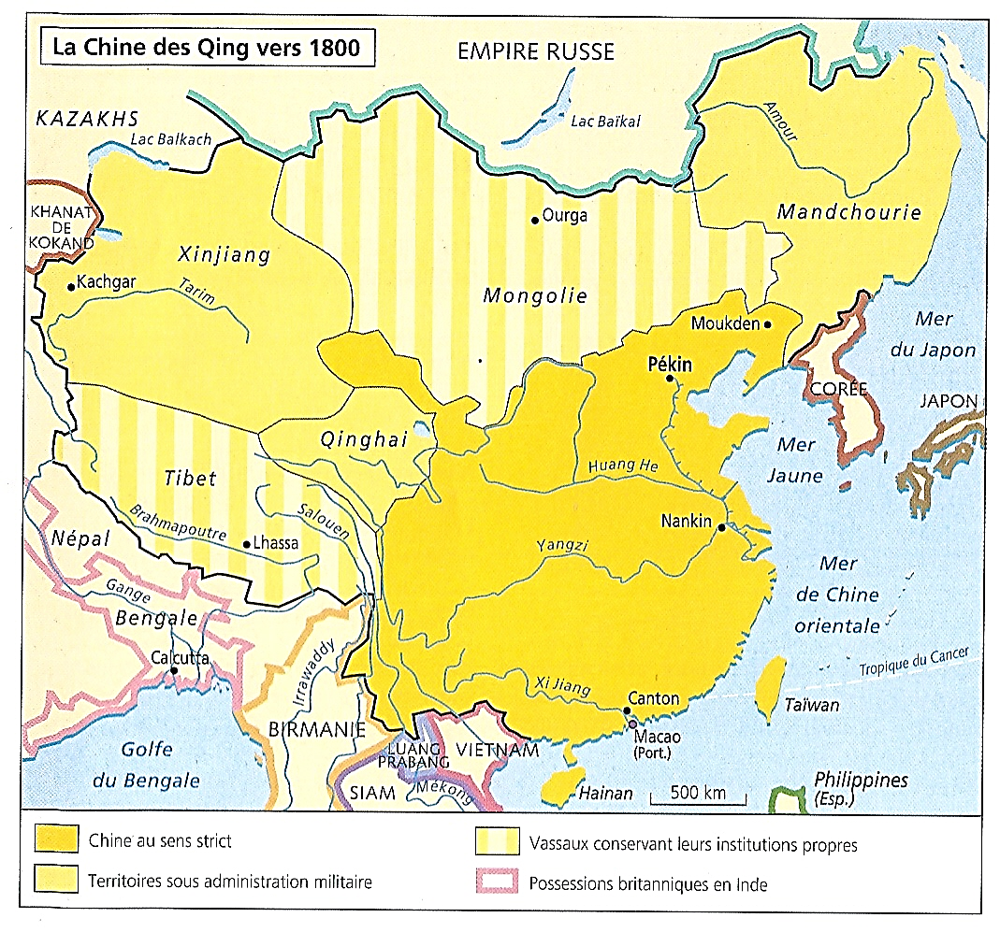 La Chine des Qing vers 1800
EMPIRE RUSSE
KAZAKHS
Lac Balkach
Lac Baïkal
Amour
KHANAT
DE
KOKAND
Xinjiang
Ourga
Mandchourie
Kachgar
Tarim
Mongolie
Moukden
Mer
du Japon
Pékin
CORÉE
JAPON
Qinghai
Mer
Jaune
Huang He
Tibet
Salouen
Brahmapoutre
Lhassa
Nankin
Népal
Yangzi
Gange
Bengale
Mer
de Chine
orientale
Calcutta
Irrawaddy
Tropique du Cancer
Xi Jiang
Canton
Taïwan
Macao
(Port.)
BIRMANIE
LUANG
PRABANG
VIETNAM
Golfe
du Bengale
SIAM
Mékong
Hainan
500 km
Philippines
(Esp.)
Chine au sens strict
Vassaux conservant leurs institutions propres
Territoires sous administration militaire
Possessions britanniques en Inde